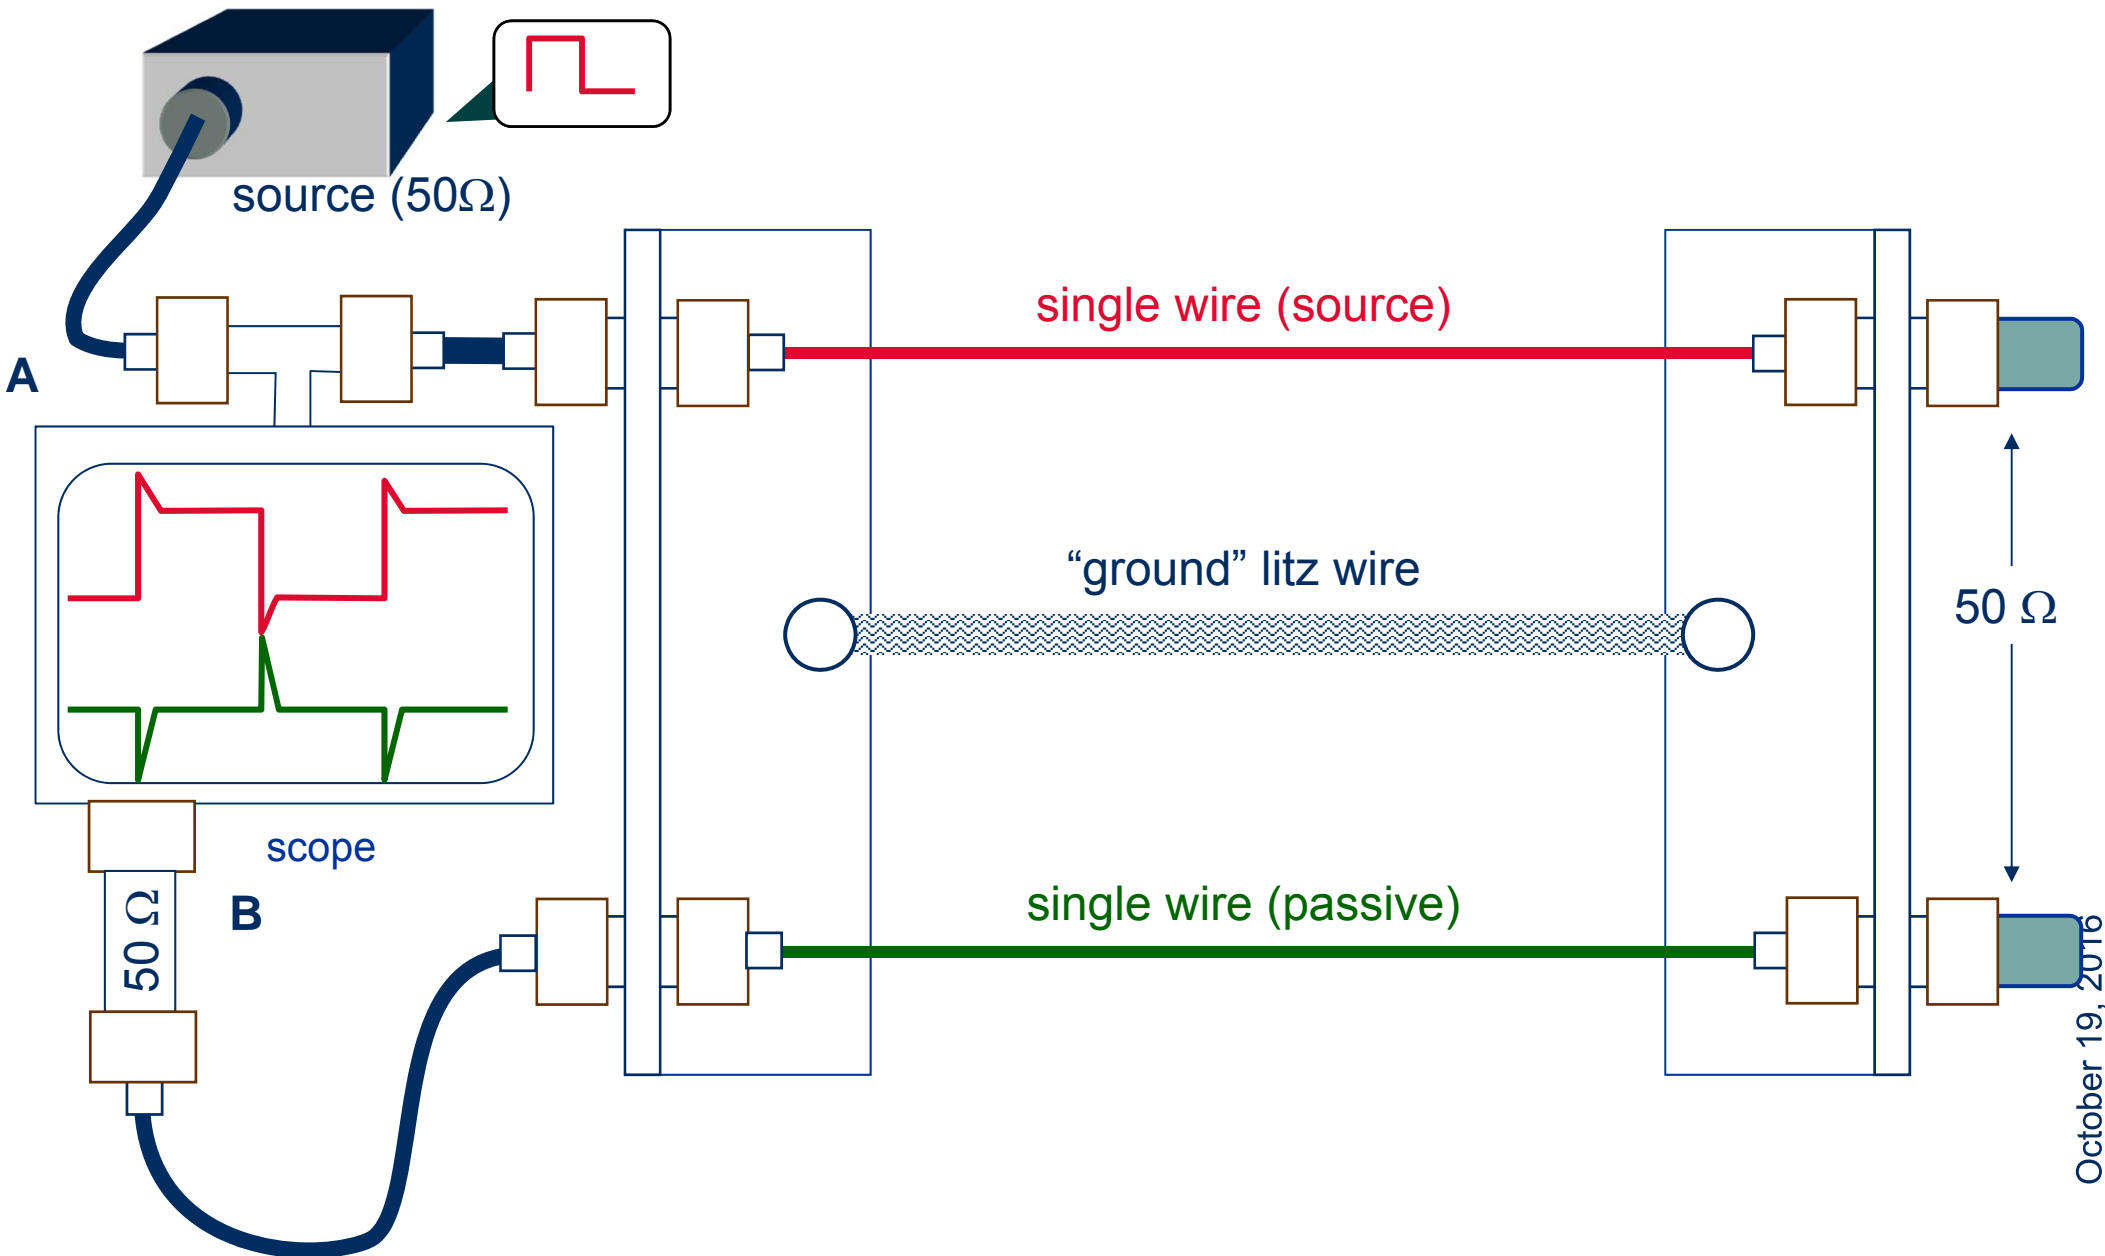 source (50Ω)
single wire (source)
A
“ground” litz wire
50 Ω
scope
50 Ω
B
single wire (passive)
October 19, 2016